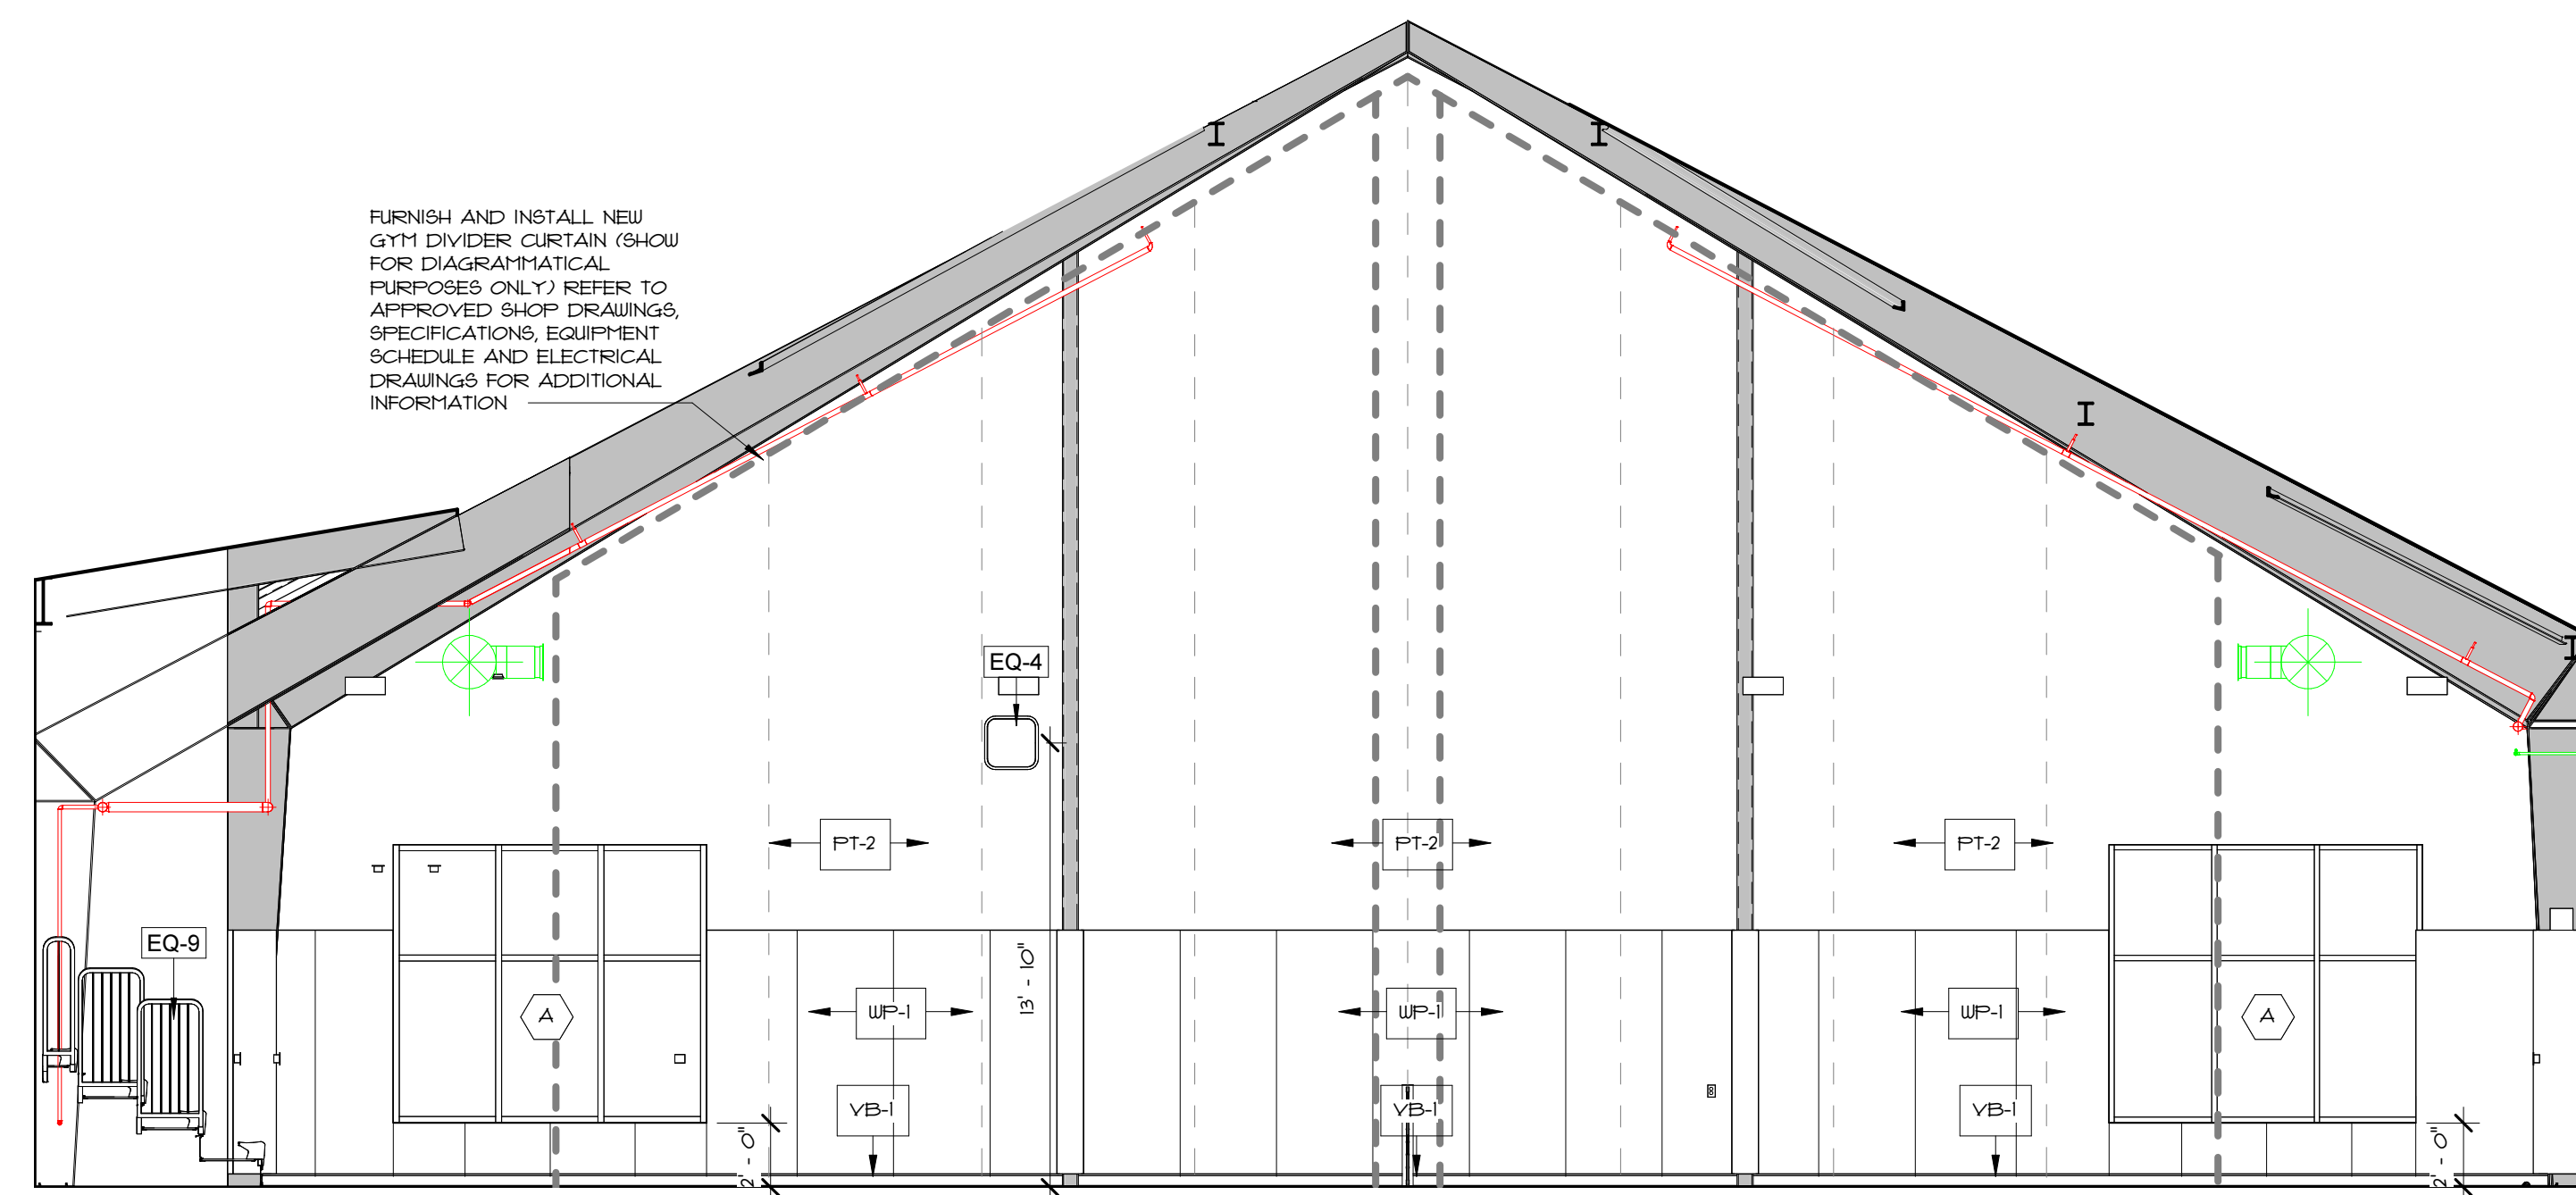 FURNISH AND INSTALL NEW
GYM DIVIDER CURTAIN (SHOW
FOR DIAGRAMMATICAL
PURPOSES ONLY) REFER TO
APPROVED SHOP DRAWINGS,
SPECIFICATIONS, EQUIPMENT
SCHEDULE AND ELECTRICAL
DRAWINGS FOR ADDITIONAL
INFORMATION
EQ-4
PT-2
PT-2
PT-2
EQ-9
13' - 10"
A
WP-1
WP-1
WP-1
A
VB-1
VB-1
VB-1
2' - 0"
2' - 0"